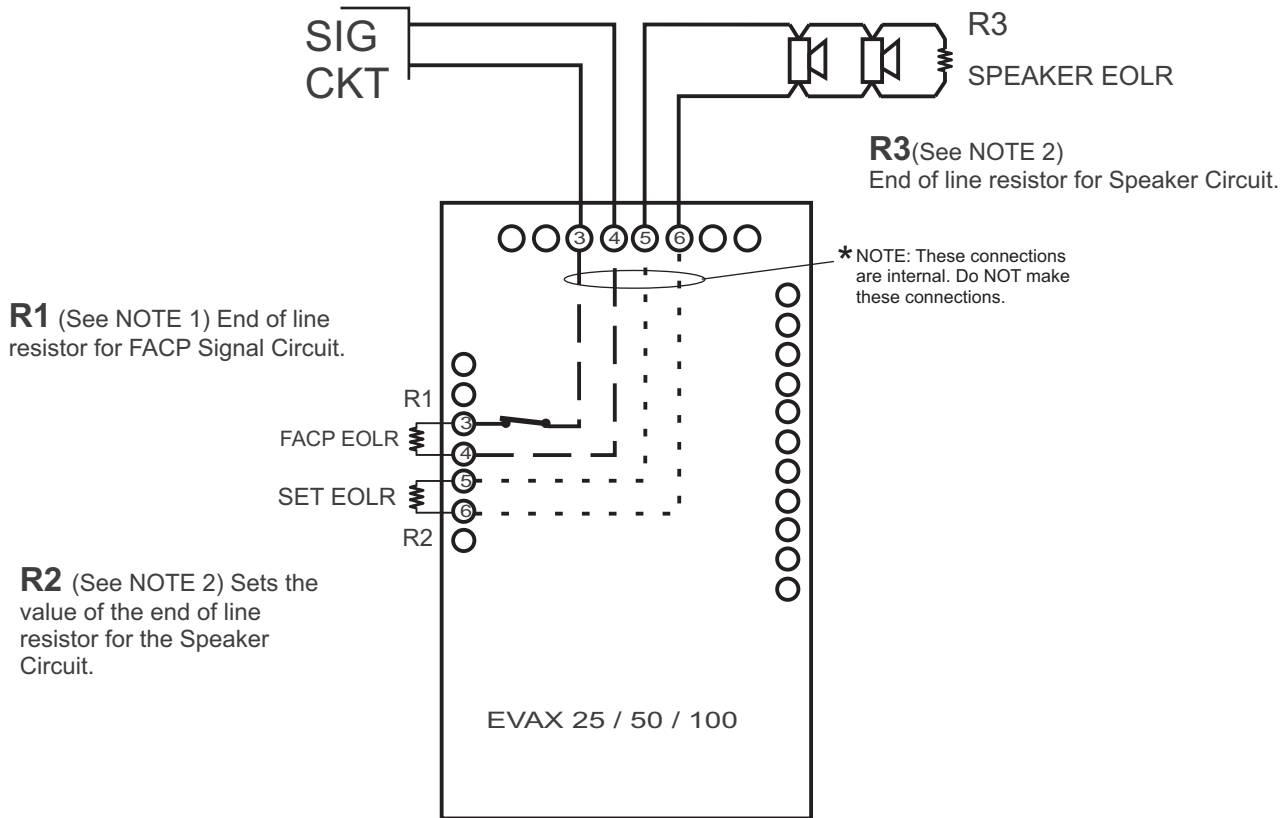 SIG
CKT
R3
SPEAKER EOLR
R3(See NOTE 2)
End of line resistor for Speaker Circuit.
3 4 5 6
* NOTE: These connections
are internal. Do NOT make
these connections.
R1 (See NOTE 1) End of line
resistor for FACP Signal Circuit.
R1
3
FACP EOLR
4
5
SET EOLR
6
R2
R2 (See NOTE 2) Sets the
value of the end of line
resistor for the Speaker
Circuit.
EVAX 25 / 50 / 100